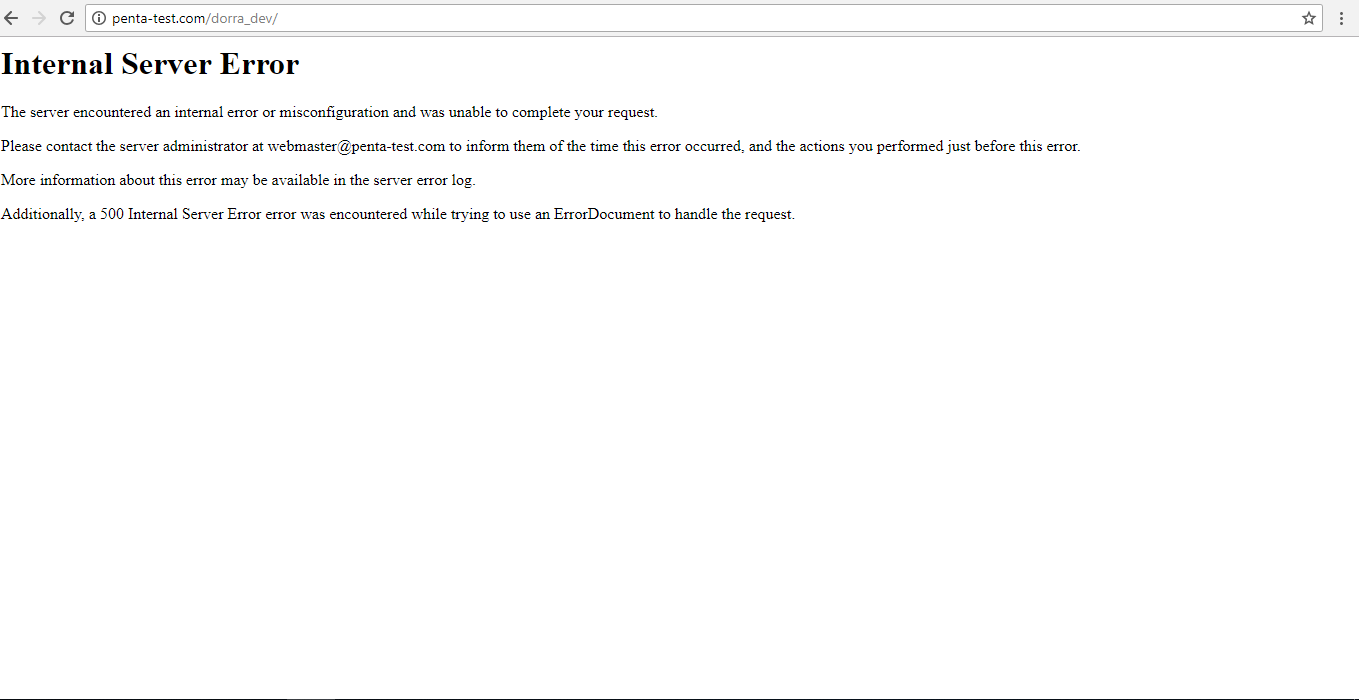 penta-test.com/dorra_dev/
Internal Server Error
The server encountered an internal error or misconfiguration and was unable to complete your request.
Please contact the server administrator at webmaster@penta-test.com to inform them of the time this error occurred, and the actions you performed just before this error.
More information about this error may be available in the server error log.
Additionally, a 500 Internal Server Error error was encountered while trying to use an ErrorDocument to handle the request.